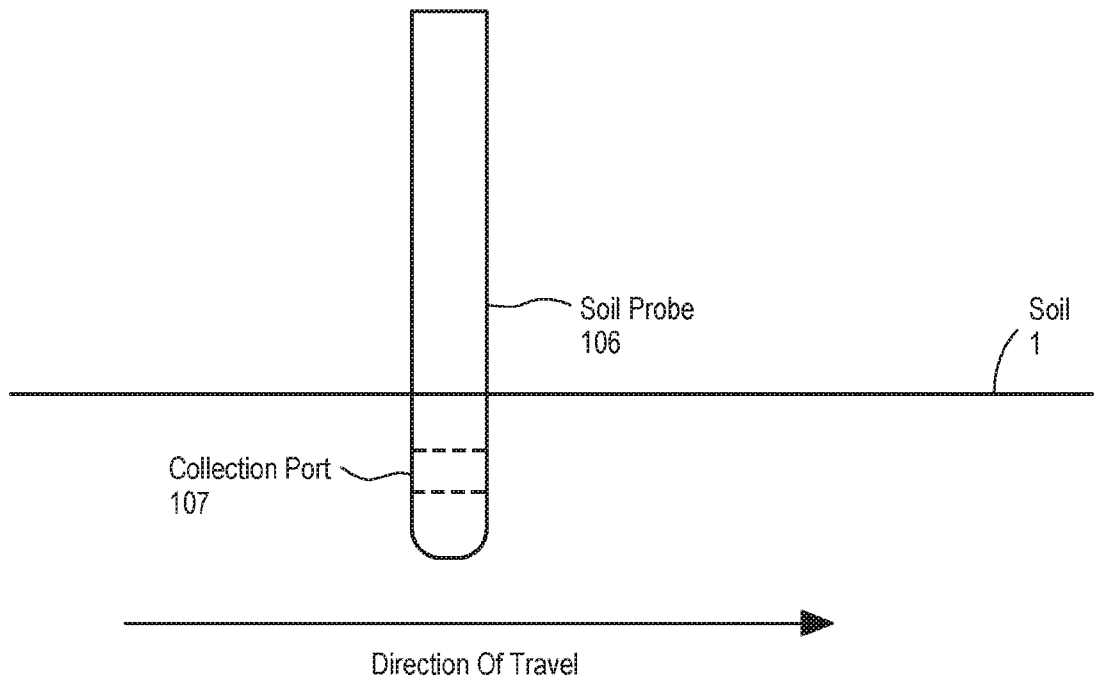 Soil Probe
106
Soil
1
Collection Port
107
Direction Of Travel